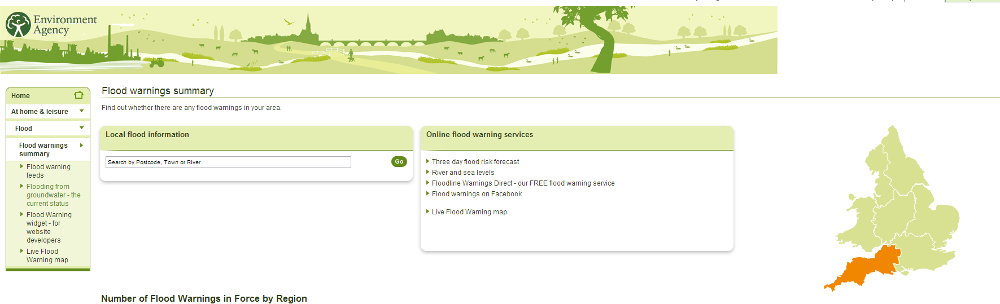 Environment
Agency
Home
At home & leisure
Flood
Flood warnings
summary
Flood warning
feeds
Flooding from
groundwater - the
current status
Flood Warning
widget - for
website
developers
Live Flood
Warning map
Flood warnings summary
Find out whether there are any flood warnings in your area.
Local flood information
Search by Postcode, Town or River
Go
Online flood warning services
Three day flood risk forecast
River and sea levels
Floodline Warnings Direct - our FREE flood warning service
Flood warnings on Facebook
Live Flood Warning map
Number of Flood Warnings in Force by Region